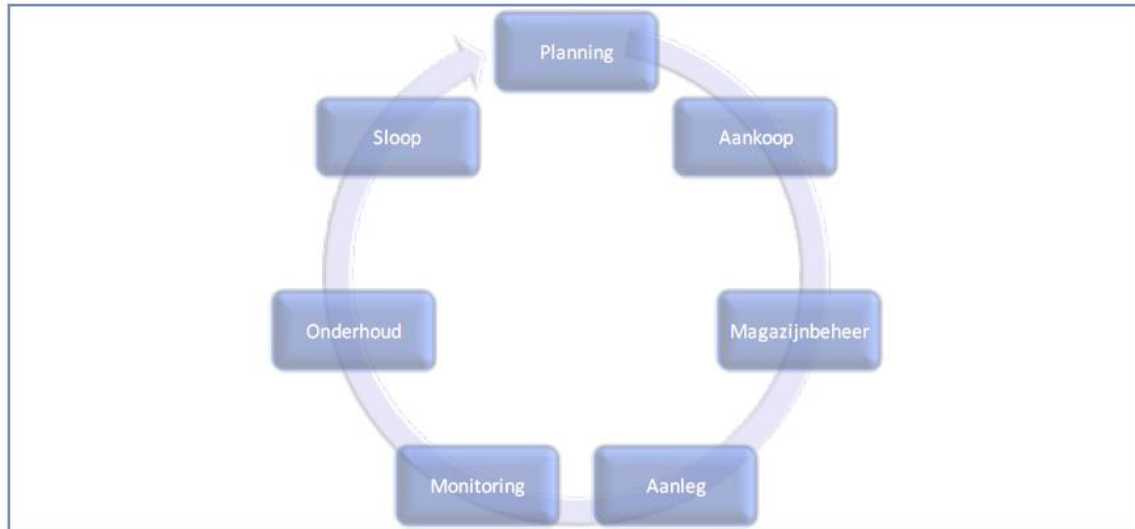 Planning
Aankoop
Magazijnbeheer
Aanleg
Monitoring
Onderhoud
Sloop